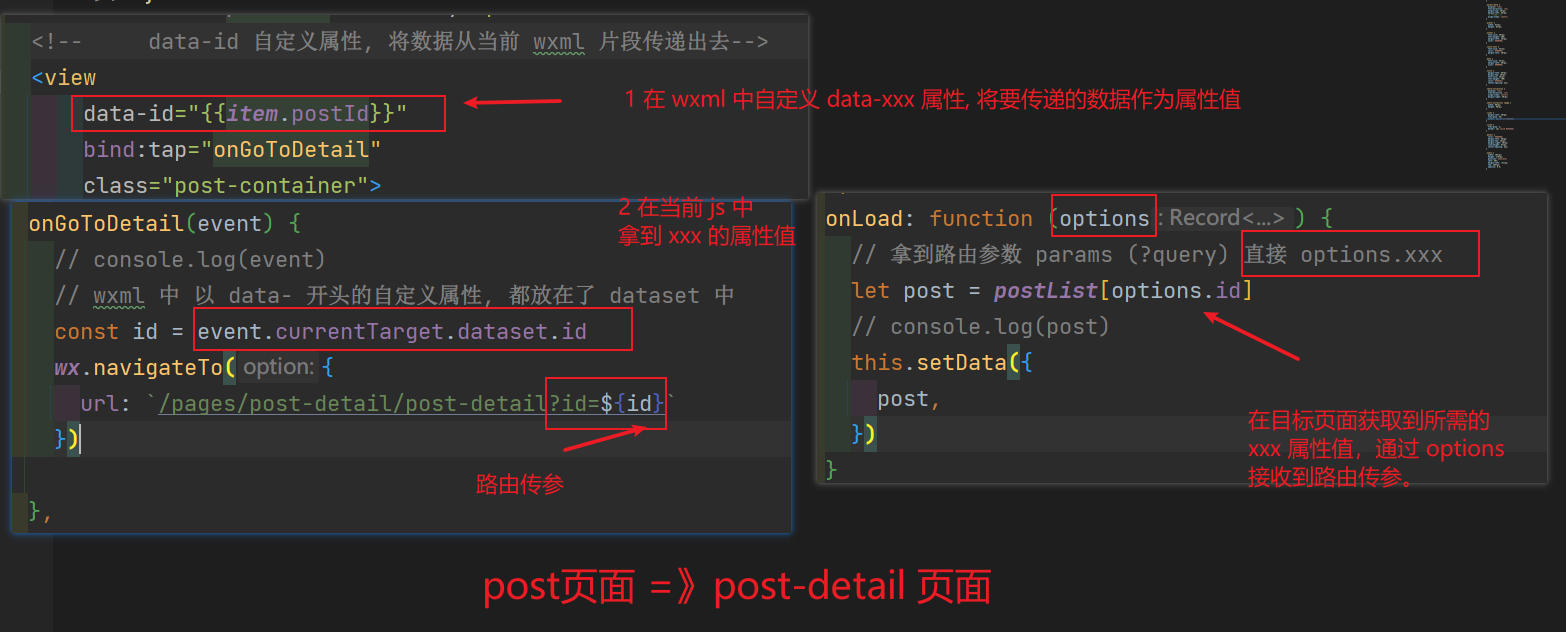 <!--     data-id 自定义属性, 将数据从当前 wxml 片段传递出去-->
<view
data-id="{{item.postId}}"
bind:tap="onGoToDetail"
class="post-container">
1 在 wxml 中自定义 data-xxx 属性, 将要传递的数据作为属性值
onGoToDetail(event) {
// console.log(event)
// wxml 中 以 data- 开头的自定义属性, 都放在了 dataset 中
const id = event.currentTarget.dataset.id
wx.navigateTo( option: {
url: `/pages/post-detail/post-detail?id=${id}`
})
},
2 在当前 js 中
拿到 xxx 的属性值
路由传参
onLoad: function (options : Record<...> ) {
// 拿到路由参数 params (?query) 直接 options.xxx
let post = postList[options.id]
// console.log(post)
this.setData({
post,
})
}
在目标页面获取到所需的
xxx 属性值，通过 options
接收到路由传参。
post页面 =》post-detail 页面